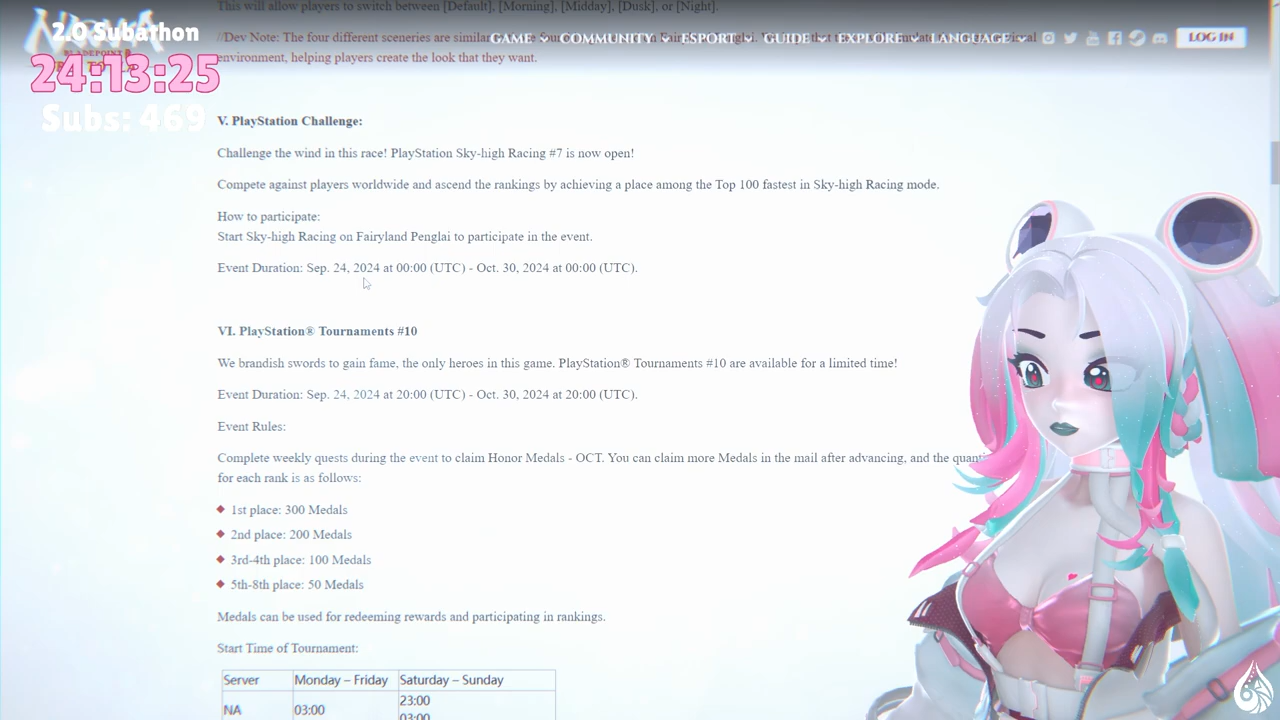 This will allow players to switch between [Default], [Morning], [Midday], [Dusk], or [Night].
2.0 Subathon
//Dev Note: The four different sceneries are similar
GAME COMMUNITY ESPORT GUIDE EXPLORE LANGUAGE LOG IN
environment, helping players create the look that they want.
24:13:25
Subs: 469
V. PlayStation Challenge:
Challenge the wind in this race! PlayStation Sky-high Racing #7 is now open!
Compete against players worldwide and ascend the rankings by achieving a place among the Top 100 fastest in Sky-high Racing mode.
How to participate:
Start Sky-high Racing on Fairyland Penglai to participate in the event.
Event Duration: Sep. 24, 2024 at 00:00 (UTC) - Oct. 30, 2024 at 00:00 (UTC).
VI. PlayStation® Tournaments #10
We brandish swords to gain fame, the only heroes in this game. PlayStation® Tournaments #10 are available for a limited time!
Event Duration: Sep. 24, 2024 at 20:00 (UTC) - Oct. 30, 2024 at 20:00 (UTC).
Event Rules:
Complete weekly quests during the event to claim Honor Medals - OCT. You can claim more Medals in the mail after advancing, and the
for each rank is as follows:
1st place: 300 Medals
2nd place: 200 Medals
3rd-4th place: 100 Medals
5th-8th place: 50 Medals
Medals can be used for redeeming rewards and participating in rankings.
Start Time of Tournament:
Server Monday – Friday Saturday – Sunday
23:00
NA 03:00
03:00